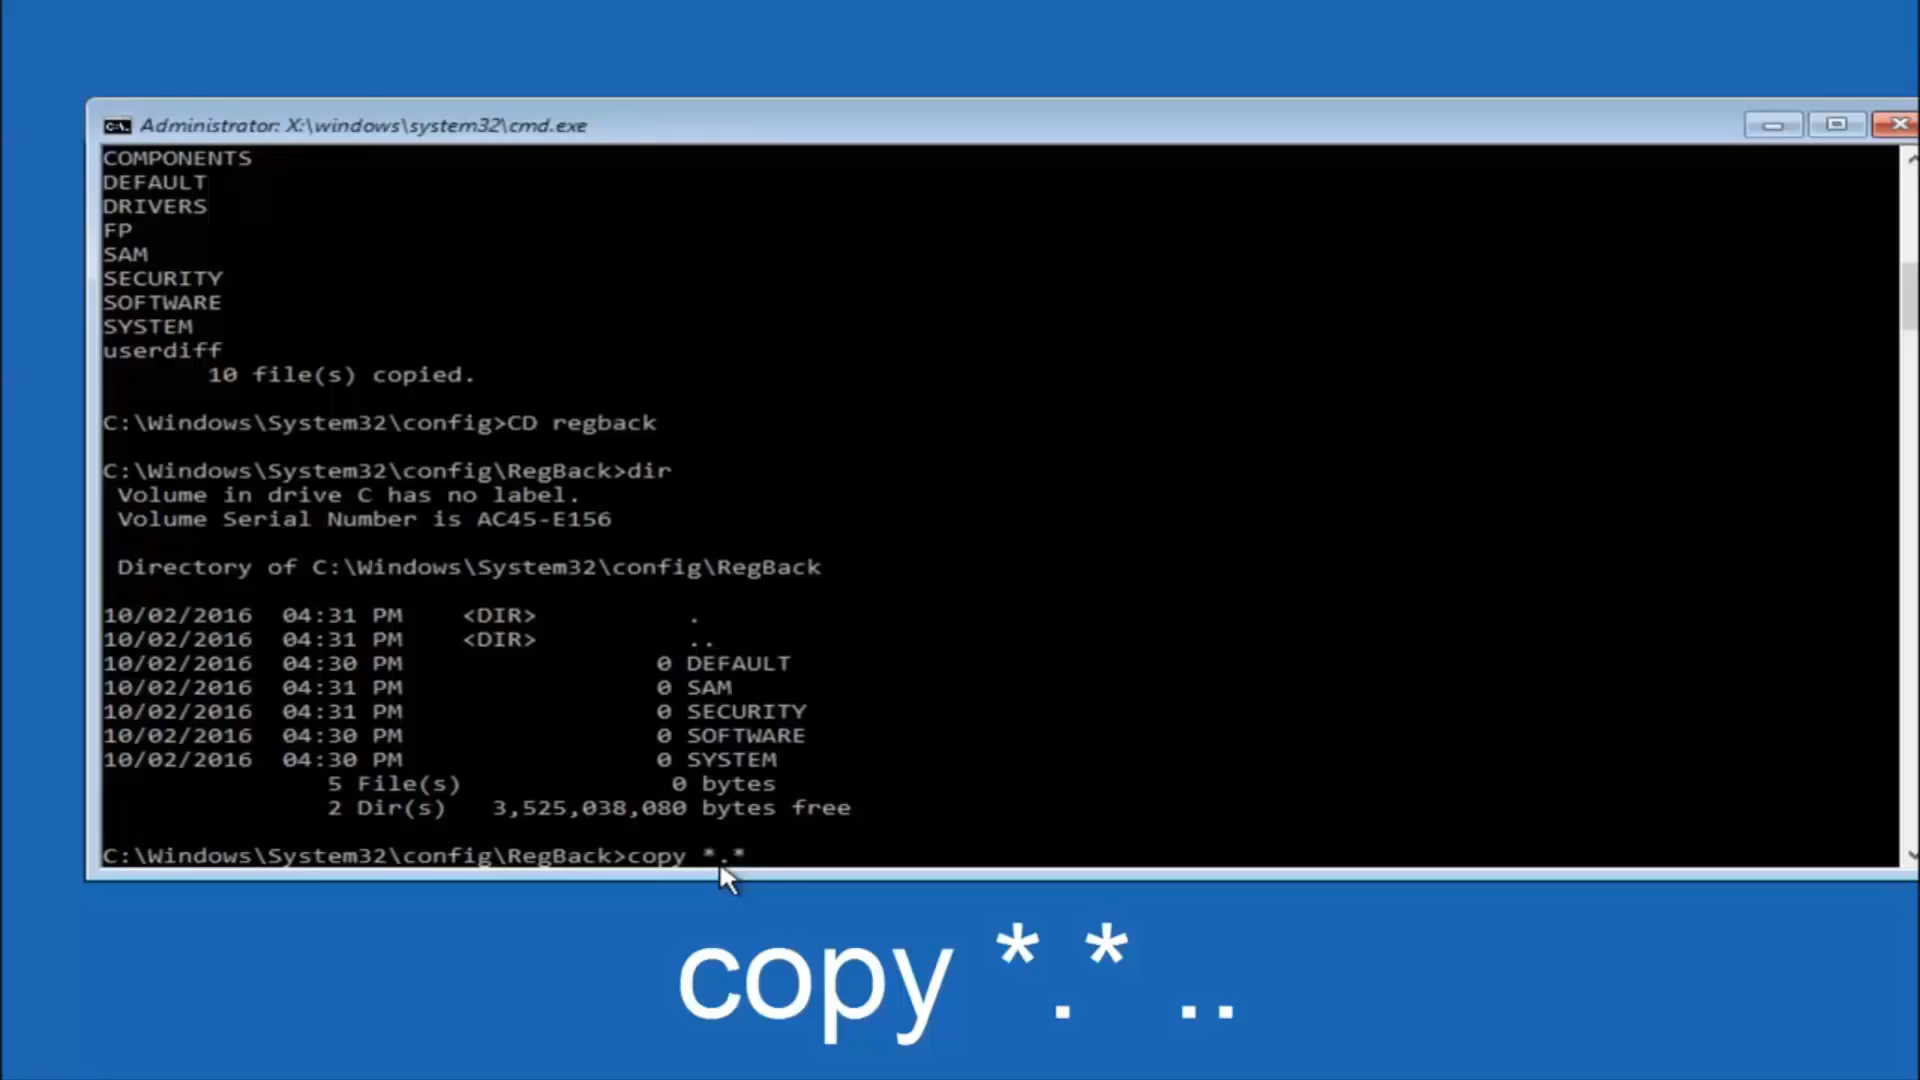 Administrator: X:\windows\system32\cmd.exe
COMPONENTS
DEFAULT
DRIVERS
FP
SAM
SECURITY
SOFTWARE
SYSTEM
userdiff
10 file(s) copied.
C:\Windows\System32\config>CD regback
C:\Windows\System32\config\RegBack>dir
Volume in drive C has no label.
Volume Serial Number is AC45-E156
Directory of C:\Windows\System32\config\RegBack
10/02/2016 04:31 PM <DIR> .
10/02/2016 04:31 PM <DIR> ..
10/02/2016 04:30 PM 0 DEFAULT
10/02/2016 04:31 PM 0 SAM
10/02/2016 04:31 PM 0 SECURITY
10/02/2016 04:30 PM 0 SOFTWARE
10/02/2016 04:30 PM 0 SYSTEM
5 File(s) 0 bytes
2 Dir(s) 3,525,038,080 bytes free
C:\Windows\System32\config\RegBack>copy *.*
copy *.* ..